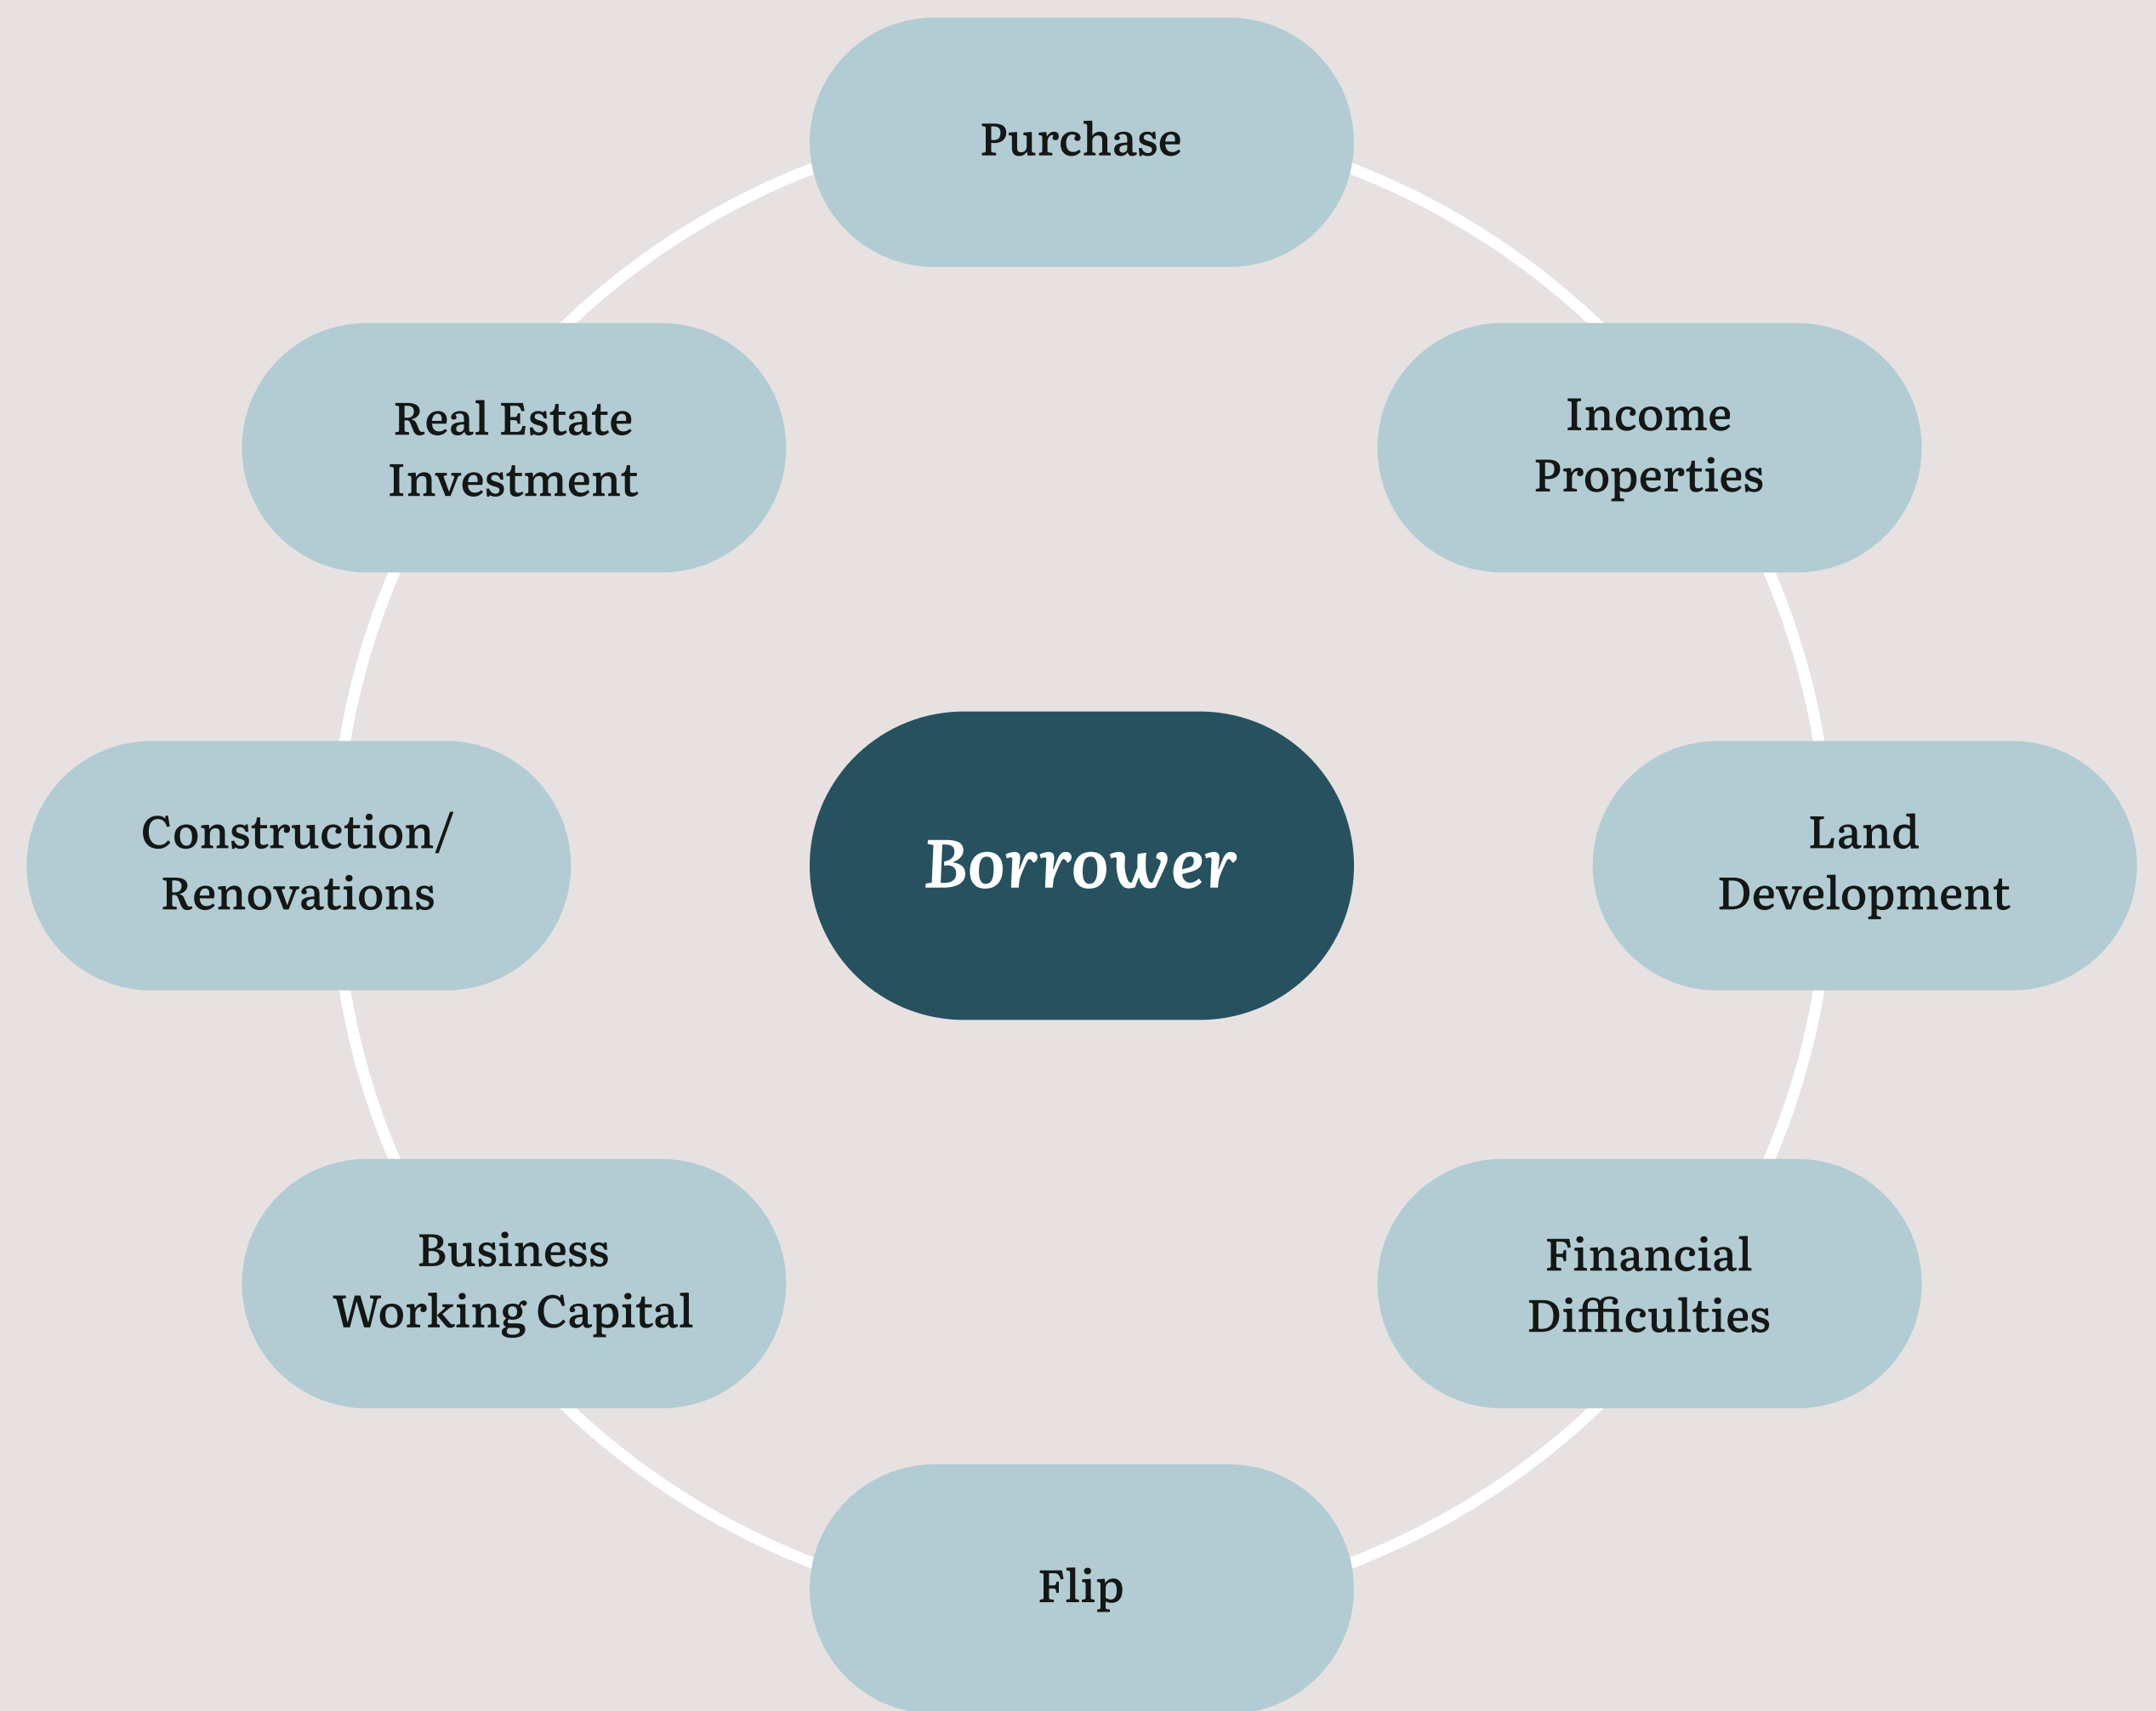 Purchase
Real Estate
Investment
Income
Properties
Construction/
Renovations
Borrower
Land
Development
Business
Working Capital
Financial
Difficulties
Flip